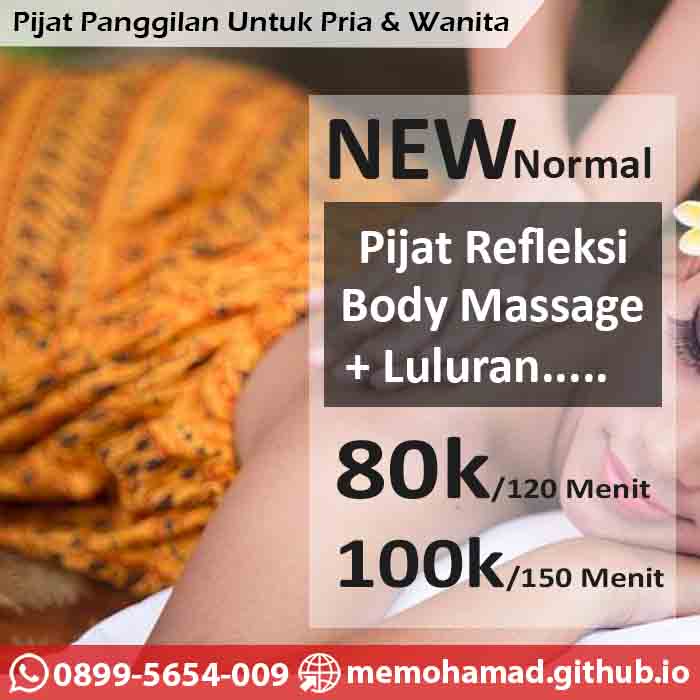 Pijat Panggilan Untuk Pria & Wanita
NEW Normal
Pijat Refleksi
Body Massage
+ Luluran.....
80k/120 Menit
100k/150 Menit
0899-5654-009 memohamad.github.io